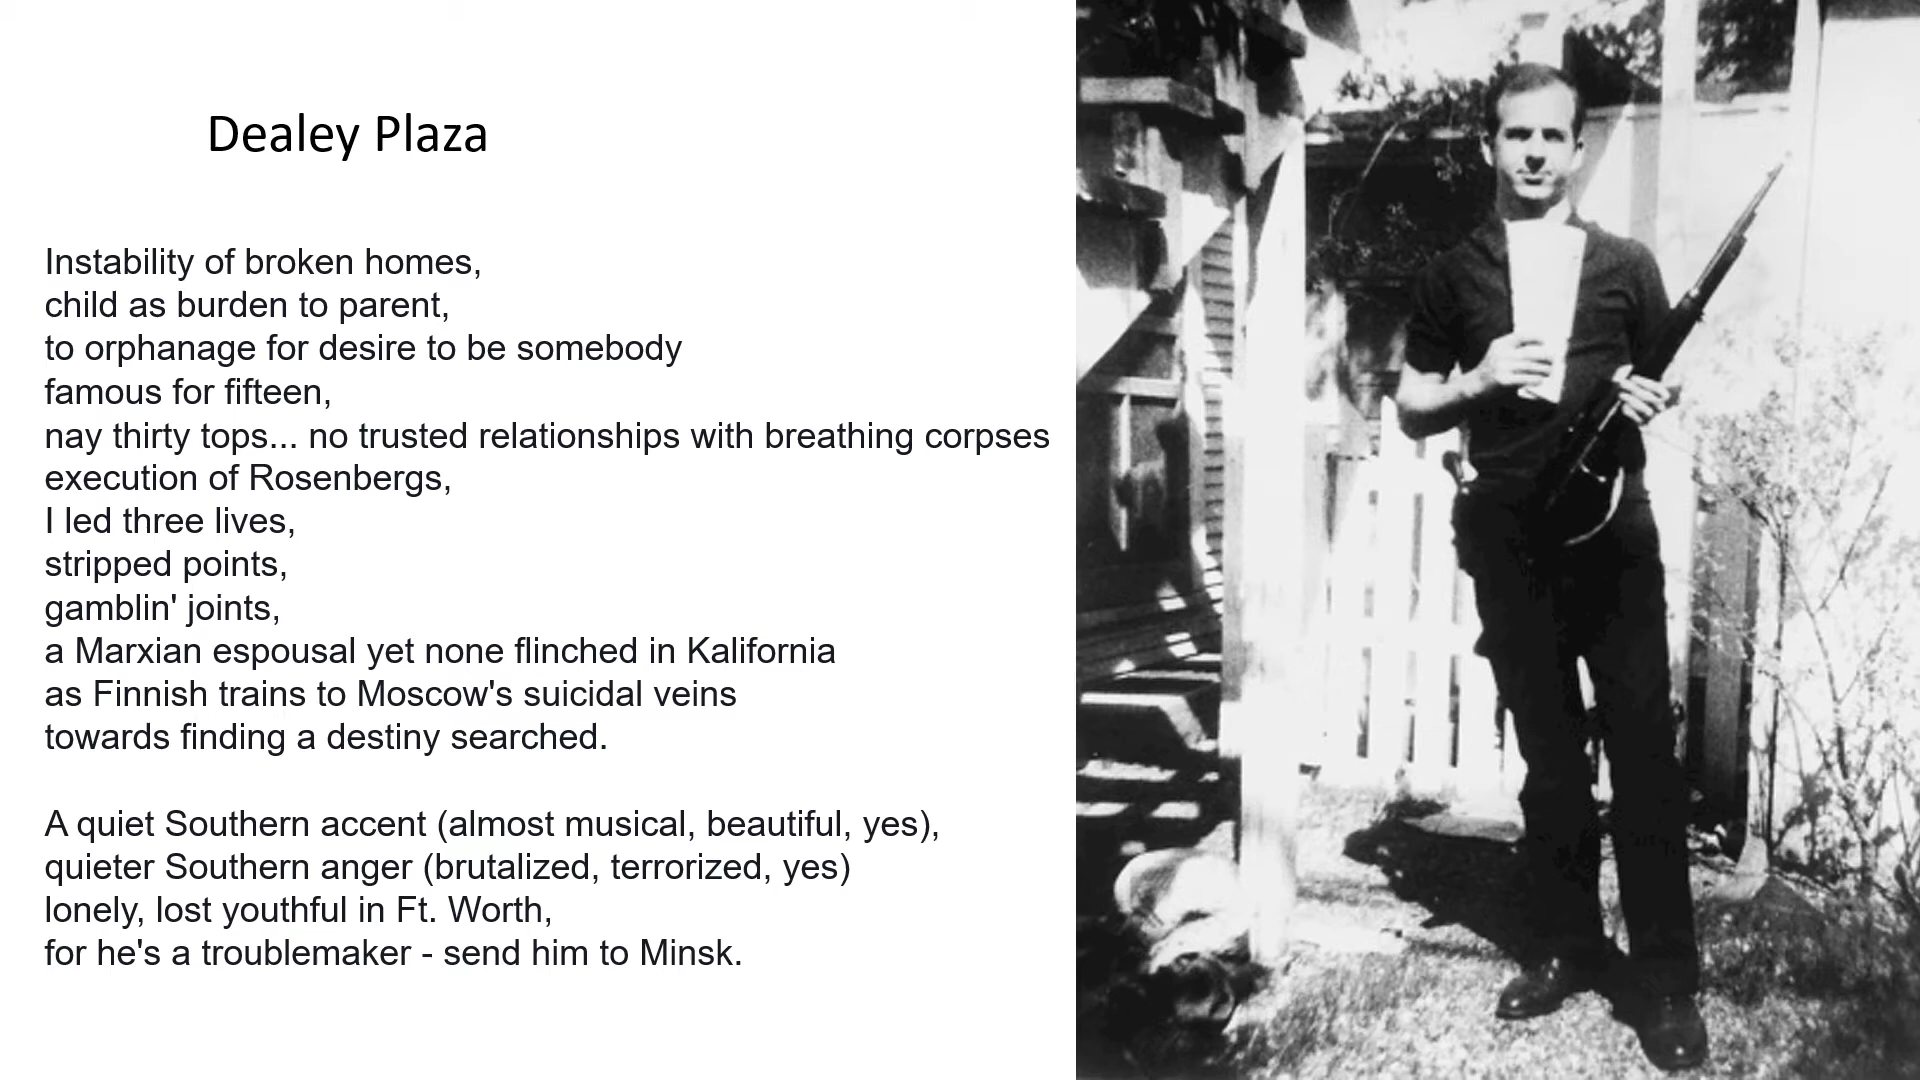 Dealey Plaza
Instability of broken homes,
child as burden to parent,
to orphanage for desire to be somebody
famous for fifteen,
nay thirty tops... no trusted relationships with breathing corpses
execution of Rosenbergs,
I led three lives,
stripped points,
gamblin' joints,
a Marxian espousal yet none flinched in Kalifornia
as Finnish trains to Moscow's suicidal veins
towards finding a destiny searched.
A quiet Southern accent (almost musical, beautiful, yes),
quieter Southern anger (brutalized, terrorized, yes)
lonely, lost youthful in Ft. Worth,
for he's a troublemaker - send him to Minsk.